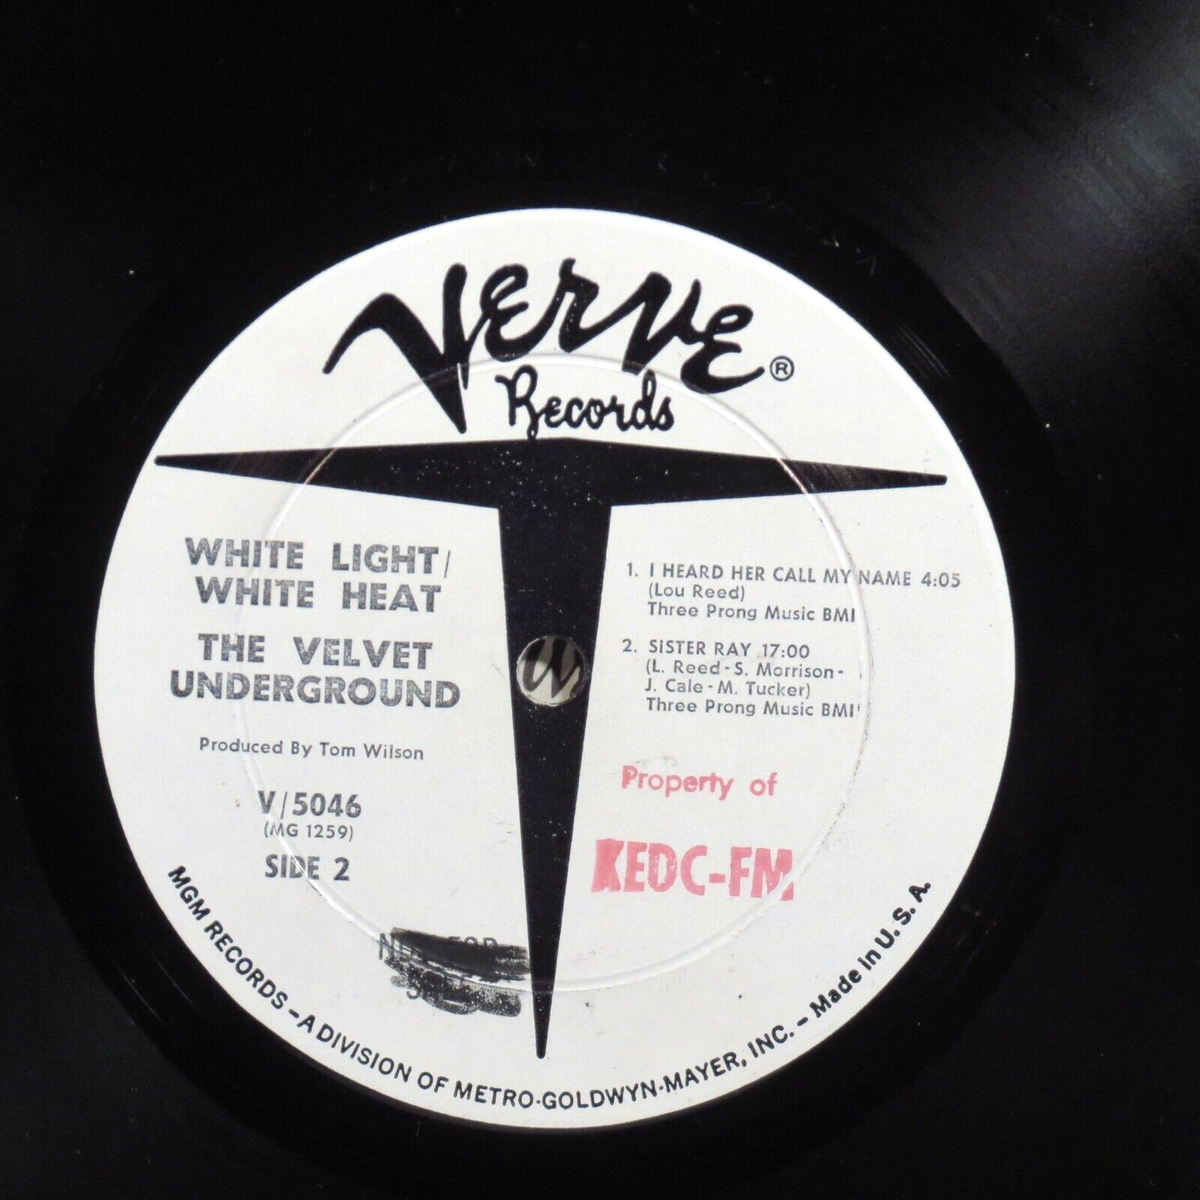 Verve ®
Records
WHITE LIGHT/
WHITE HEAT
THE VELVET
UNDERGROUND
Produced By Tom Wilson
V/5046
(MG 1259)
SIDE 2
1. I HEARD HER CALL MY NAME 4:05
(Lou Reed)
Three Prong Music BMI
2. SISTER RAY 17:00
(L. Reed-S. Morrison-
J. Cale-M. Tucker)
Three Prong Music BMI
Property of
KEDC-FM
MGM RECORDS – A DIVISION OF METRO-GOLDWYN-MAYER, INC. – Made in U. S. A.